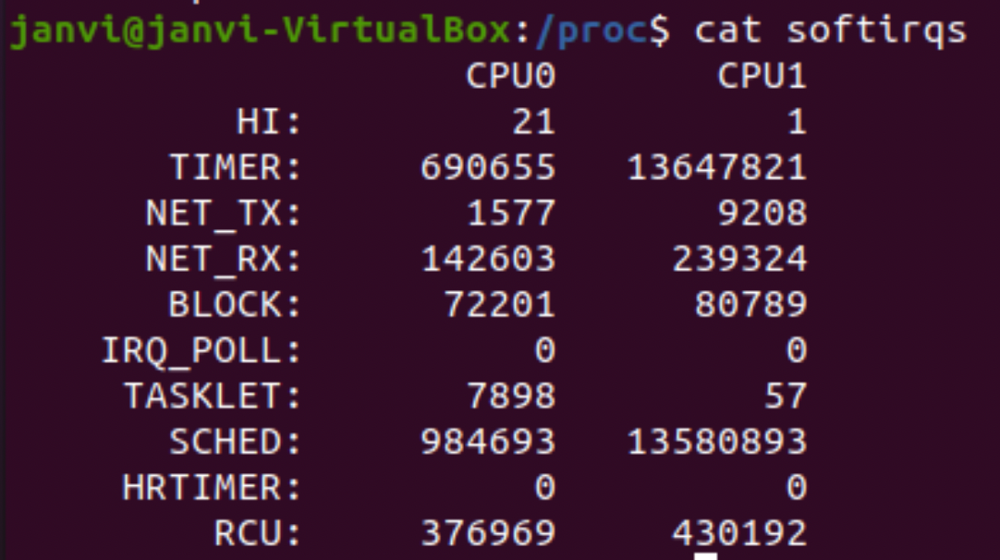 janvi@janvi-VirtualBox:/proc$ cat softirqs
CPU0 CPU1
HI: 21 1
TIMER: 690655 13647821
NET_TX: 1577 9208
NET_RX: 142603 239324
BLOCK: 72201 80789
IRQ_POLL: 0 0
TASKLET: 7898 57
SCHED: 984693 13580893
HRTIMER: 0 0
RCU: 376969 430192